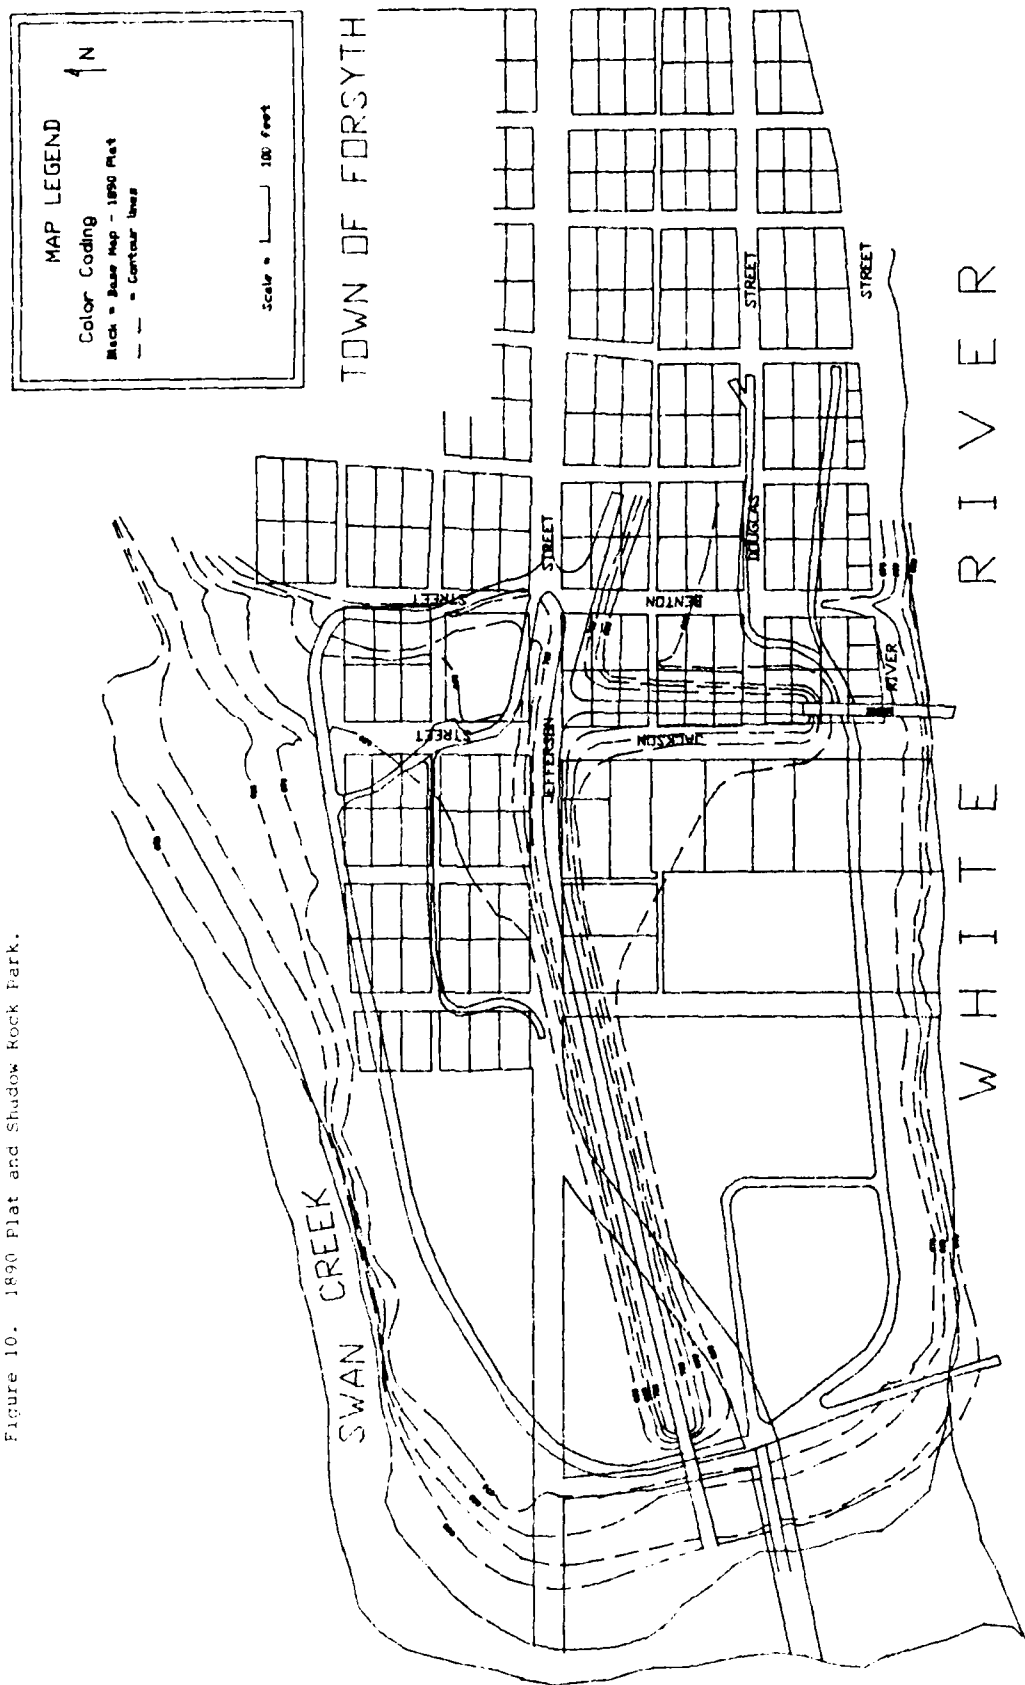 Figure 10. 1890 Plat and Shadow Rock Park.
MAP LEGEND
N
Color Coding
Black = Base Map - 1890 Plat
— — = Contour lines
Scale = 100 feet
TOWN OF FORSYTH
SWAN CREEK
STREET
STREET
JEFFERSON STREET
JACKSON
BENTON
DOUGLAS STREET
RIVER STREET
WHITE RIVER